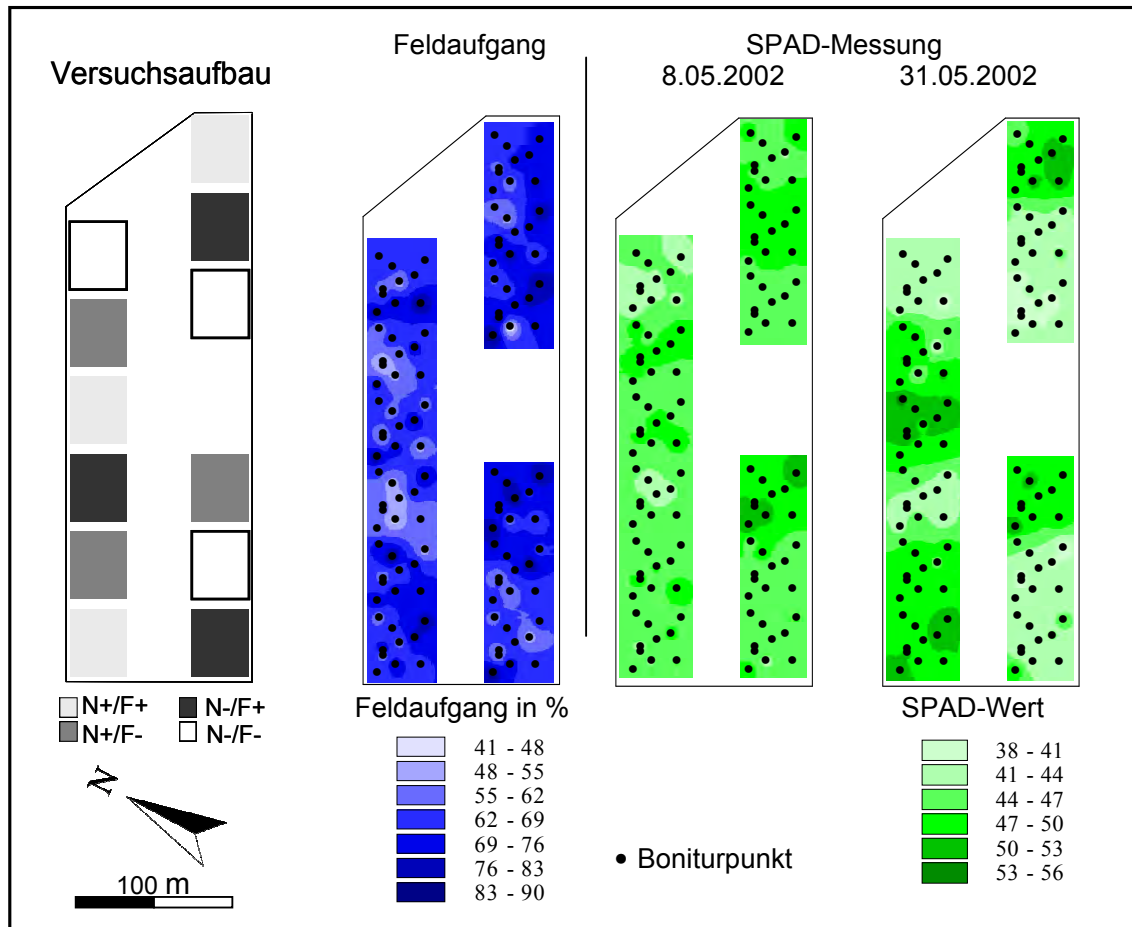 Feldaufgang
SPAD-Messung
Versuchsaufbau
8.05.2002
31.05.2002
N+/F+
N-/F+
N+/F-
N-/F-
N
100 m
Feldaufgang in %
41 - 48
48 - 55
55 - 62
62 - 69
69 - 76
76 - 83
83 - 90
Boniturpunkt
SPAD-Wert
38 - 41
41 - 44
44 - 47
47 - 50
50 - 53
53 - 56